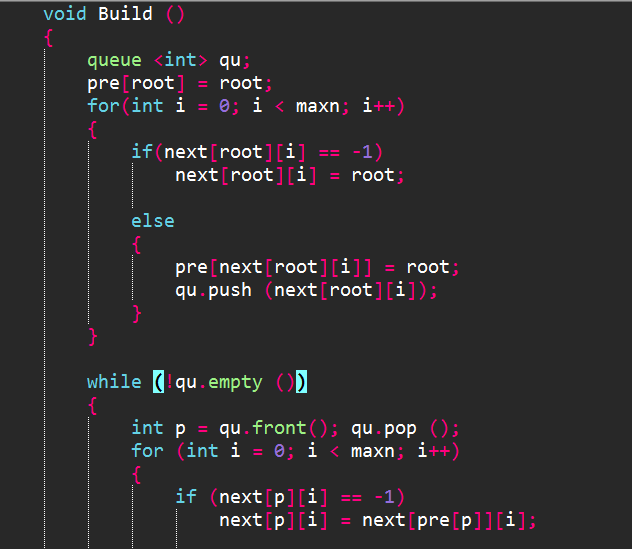 void Build ()
{
queue <int> qu;
pre[root] = root;
for(int i = 0; i < maxn; i++)
{
if(next[root][i] == -1)
next[root][i] = root;
else
{
pre[next[root][i]] = root;
qu.push (next[root][i]);
}
}
while (!qu.empty ())
{
int p = qu.front(); qu.pop ();
for (int i = 0; i < maxn; i++)
{
if (next[p][i] == -1)
next[p][i] = next[pre[p]][i];